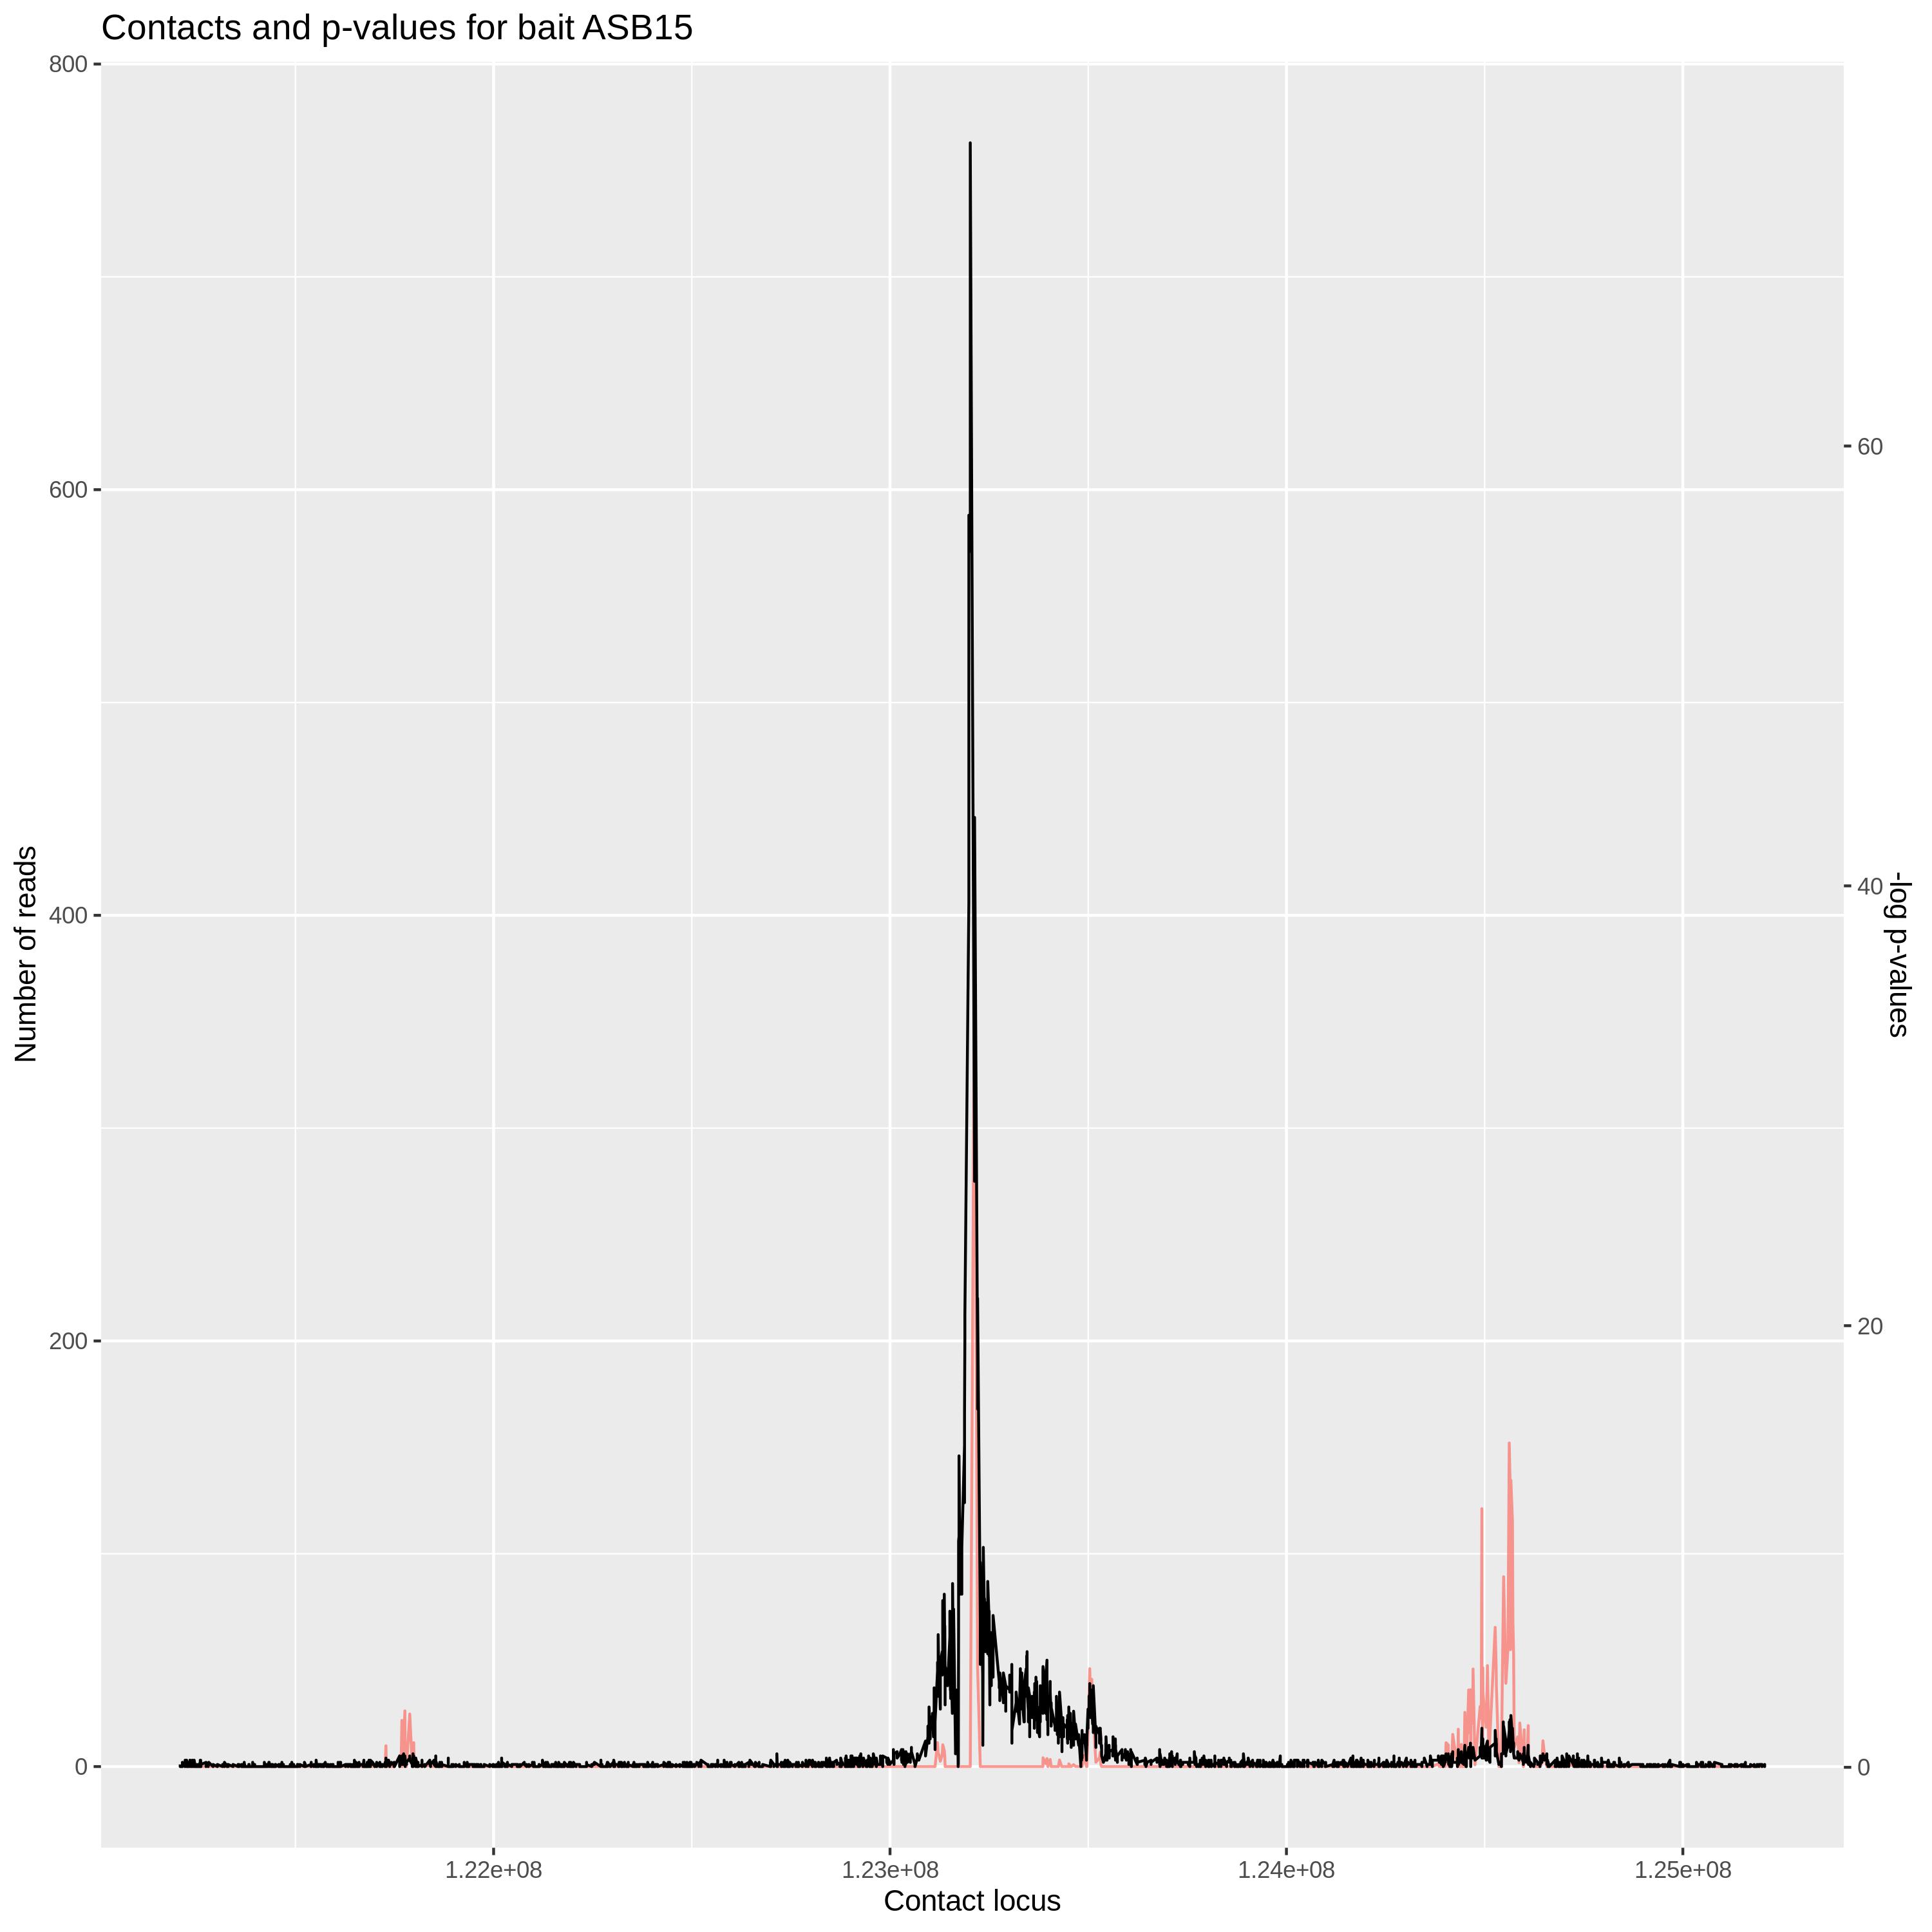 Contacts and p-values for bait ASB15
800
600
400
200
0
Number of reads
60
40
20
0
-log p-values
1.22e+08
1.23e+08
1.24e+08
1.25e+08
Contact locus